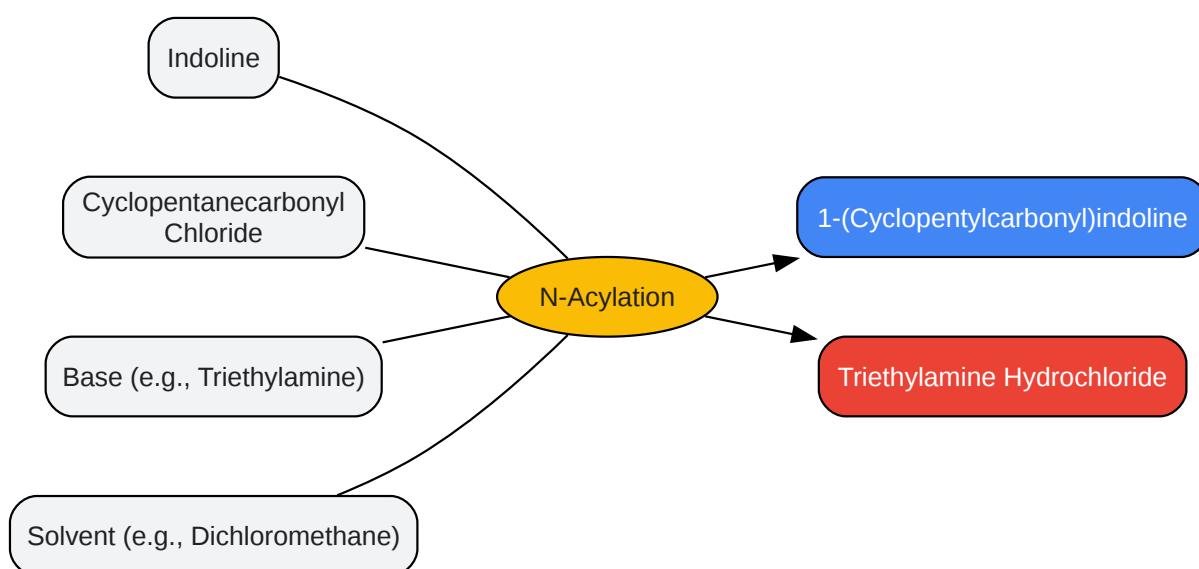 Indoline
Cyclopentanecarbonyl
Chloride
1-(Cyclopentylcarbonyl)indoline
N-Acylation
Base (e.g., Triethylamine)
Triethylamine Hydrochloride
Solvent (e.g., Dichloromethane)